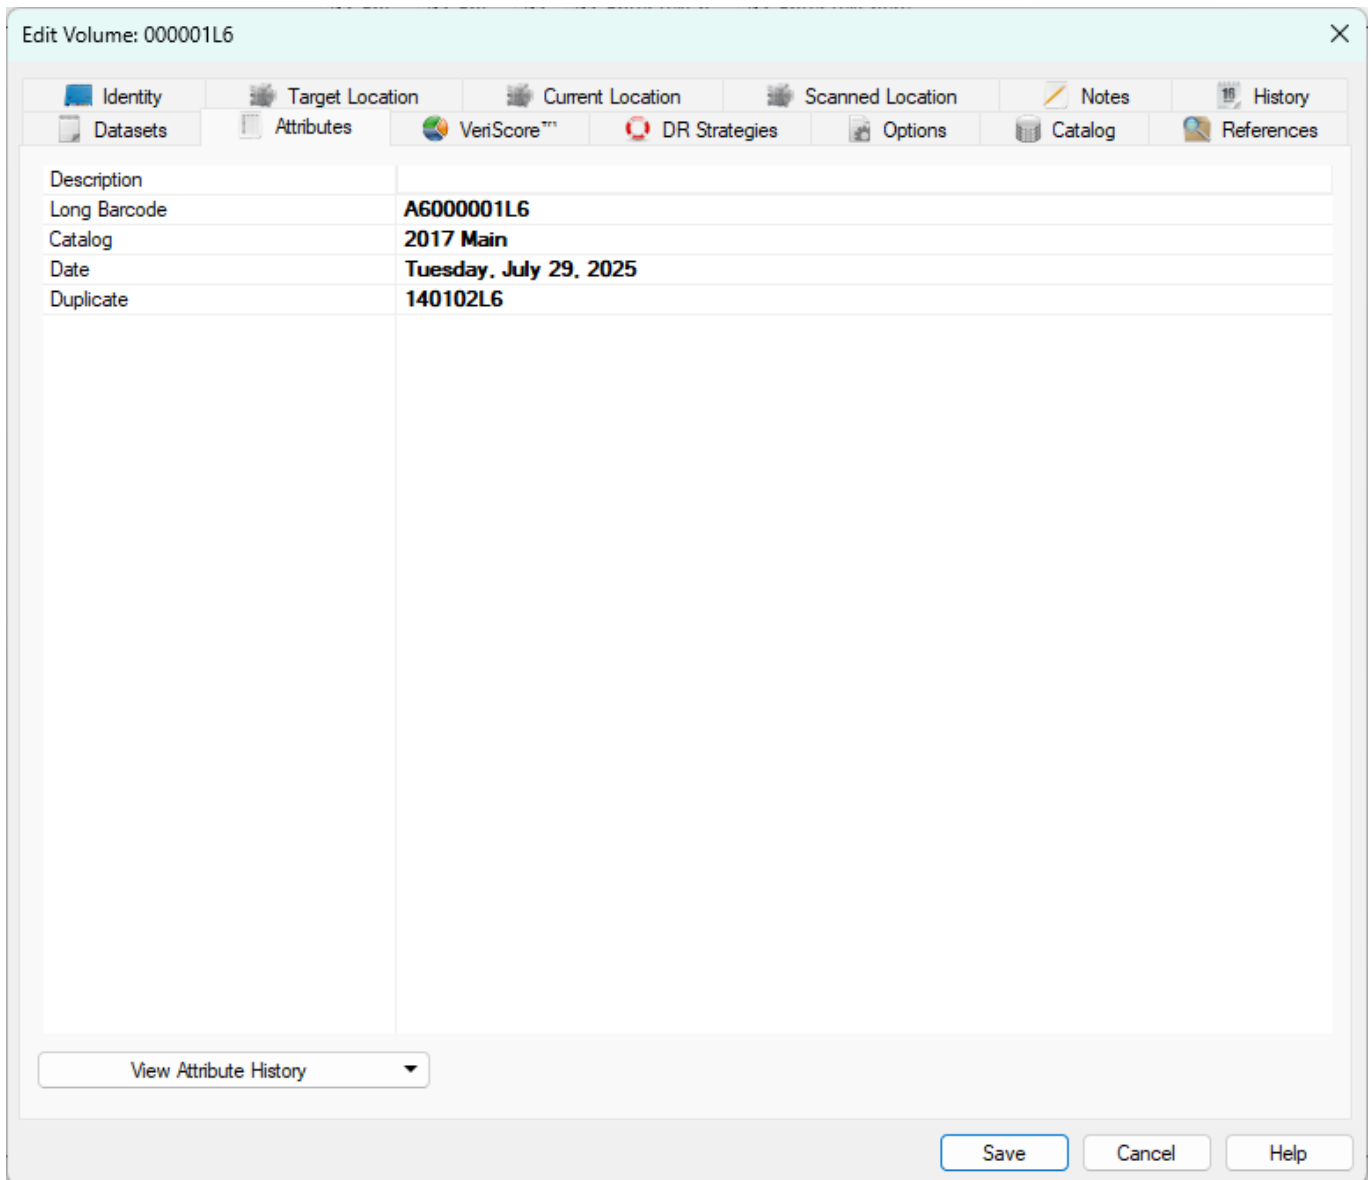 Edit Volume: 000001L6
Identity Target Location Current Location Scanned Location Notes 16 History
Datasets Attributes VeriScore™ DR Strategies Options Catalog References
Description
Long Barcode A6000001L6
Catalog 2017 Main
Date Tuesday, July 29, 2025
Duplicate 140102L6
View Attribute History
Save Cancel Help